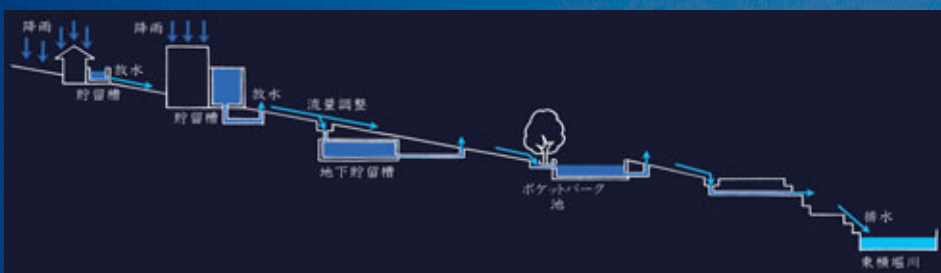 降雨
降雨
放水
貯留槽
放水
貯留槽
流量調整
地下貯留槽
ポケットパーク
池
排水
東横堀川